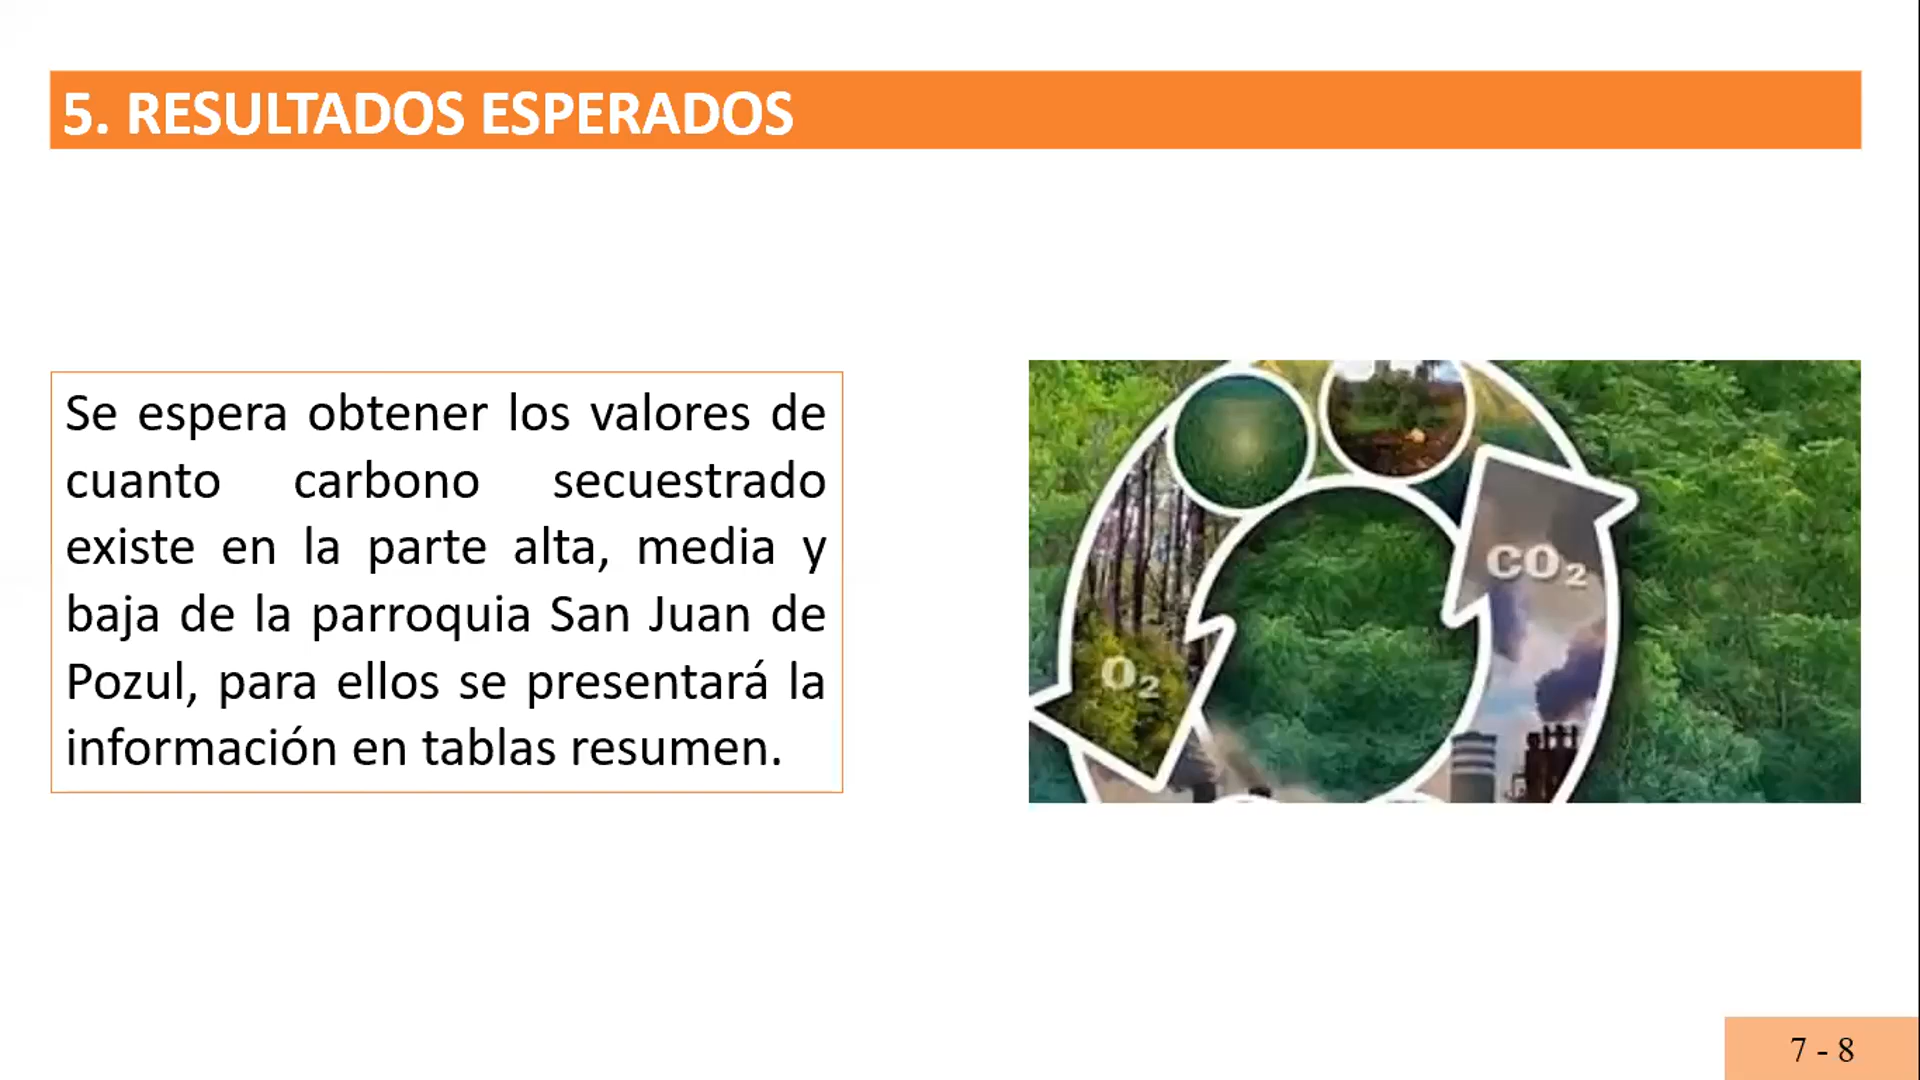 5. RESULTADOS ESPERADOS
Se espera obtener los valores de
cuanto carbono secuestrado
existe en la parte alta, media y
baja de la parroquia San Juan de
Pozul, para ellos se presentará la
información en tablas resumen.
CO₂
O₂
7 - 8